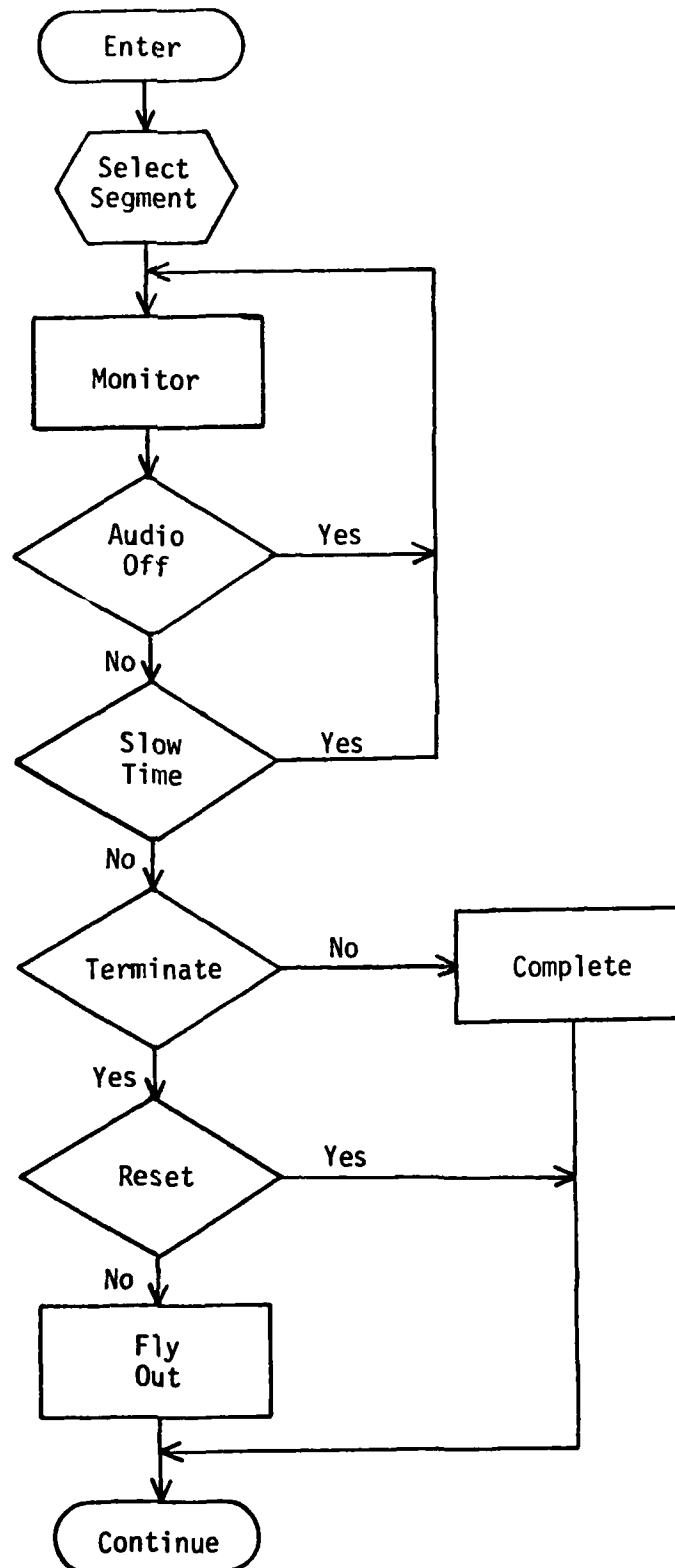 Enter
Select
Segment
Monitor
Audio
Off
Yes
No
Slow
Time
Yes
No
Terminate
No
Complete
Yes
Reset
Yes
No
Fly
Out
Continue